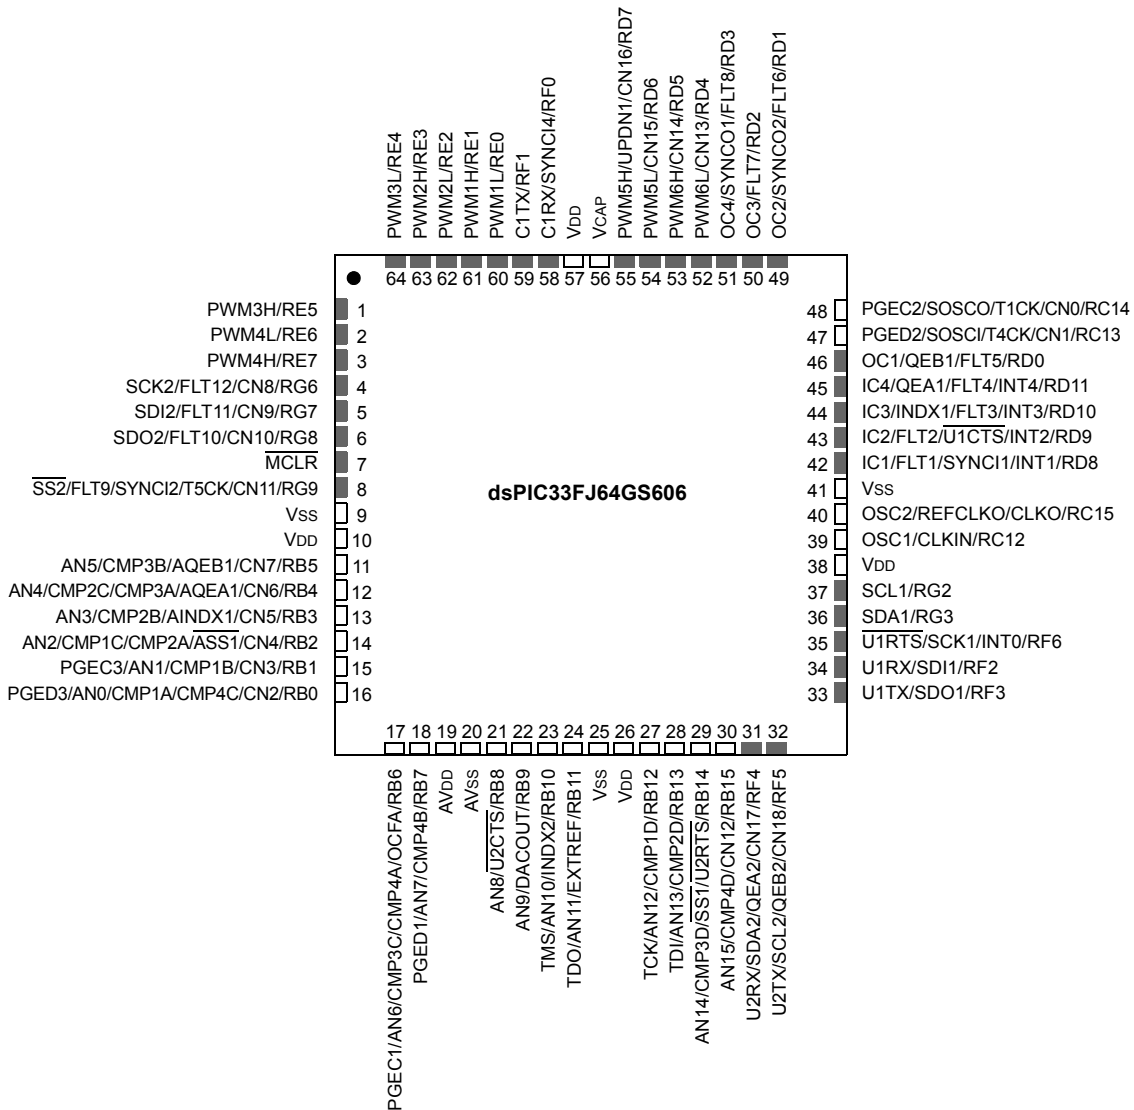 PWM3L/RE4
PWM2H/RE3
PWM2L/RE2
PWM1H/RE1
PWM1L/RE0
C1TX/RF1
C1RX/SYNCI4/RF0
VDD
VCAP
PWM5H/UPDN1/CN16/RD7
PWM5L/CN15/RD6
PWM6H/CN14/RD5
PWM6L/CN13/RD4
OC4/SYNCO1/FLT8/RD3
OC3/FLT7/RD2
OC2/SYNCO2/FLT6/RD1
64 63 62 61 60 59 58 57 56 55 54 53 52 51 50 49
PWM3H/RE5 1
PWM4L/RE6 2
PWM4H/RE7 3
SCK2/FLT12/CN8/RG6 4
SDI2/FLT11/CN9/RG7 5
SDO2/FLT10/CN10/RG8 6
MCLR 7
SS2/FLT9/SYNCI2/T5CK/CN11/RG9 8
VSS 9
VDD 10
AN5/CMP3B/AQEB1/CN7/RB5 11
AN4/CMP2C/CMP3A/AQEA1/CN6/RB4 12
AN3/CMP2B/AINDX1/CN5/RB3 13
AN2/CMP1C/CMP2A/ASS1/CN4/RB2 14
PGEC3/AN1/CMP1B/CN3/RB1 15
PGED3/AN0/CMP1A/CMP4C/CN2/RB0 16
dsPIC33FJ64GS606
48 PGEC2/SOSCO/T1CK/CN0/RC14
47 PGED2/SOSCI/T4CK/CN1/RC13
46 OC1/QEB1/FLT5/RD0
45 IC4/QEA1/FLT4/INT4/RD11
44 IC3/INDX1/FLT3/INT3/RD10
43 IC2/FLT2/U1CTS/INT2/RD9
42 IC1/FLT1/SYNCI1/INT1/RD8
41 VSS
40 OSC2/REFCLKO/CLKO/RC15
39 OSC1/CLKIN/RC12
38 VDD
37 SCL1/RG2
36 SDA1/RG3
35 U1RTS/SCK1/INT0/RF6
34 U1RX/SDI1/RF2
33 U1TX/SDO1/RF3
17 18 19 20 21 22 23 24 25 26 27 28 29 30 31 32
PGEC1/AN6/CMP3C/CMP4A/OCFA/RB6
PGED1/AN7/CMP4B/RB7
AVDD
AVSS
AN8/U2CTS/RB8
AN9/DACOUT/RB9
TMS/AN10/INDX2/RB10
TDO/AN11/EXTREF/RB11
VSS
VDD
TCK/AN12/CMP1D/RB12
TDI/AN13/CMP2D/RB13
AN14/CMP3D/SS1/U2RTS/RB14
AN15/CMP4D/CN12/RB15
U2RX/SDA2/QEA2/CN17/RF4
U2TX/SCL2/QEB2/CN18/RF5